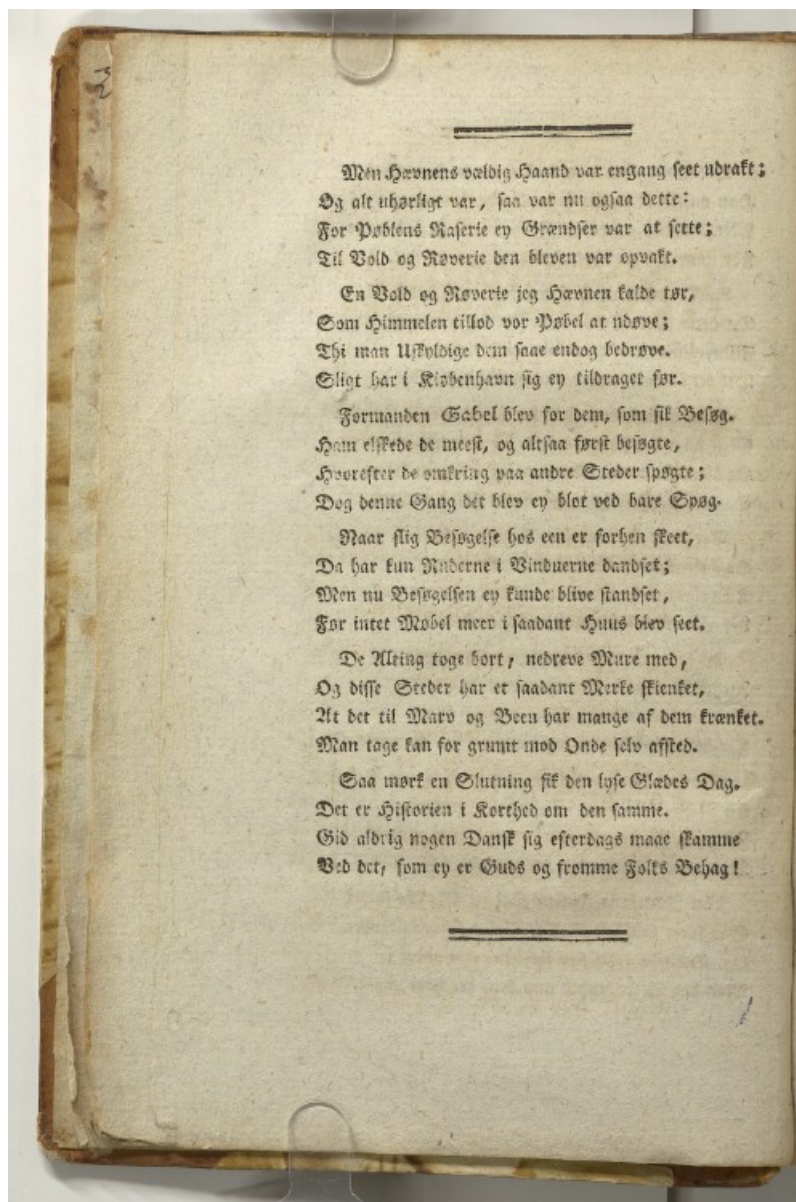 Men Hævnens vældig Haand var engang seet udrakt;
Og alt uhørligt var, saa var nu ogsaa dette:
For Pøblens Raserie ey Grændser var at sette;
Til Vold og Røverie den bleven var opvakt.
En Vold og Røverie jeg Hævnen kalde tør,
Som Himmelen tillod vor Pøbel at udøve;
Thi man Uskyldige dem saae endog bedrøve.
Sligt har i Kiøbenhavn sig ey tildraget før.
Formanden Gabel blev for dem, som fik Besøg.
Ham elskede de meest, og altsaa først besøgte,
Hvorefter de omkring paa andre Steder spøgte;
Dog denne Gang det blev ey blot ved bare Spøg.
Naar slig Besøgelse hos een er forhen skeet,
Da har kun Ruderne i Vinduerne dandset;
Men nu Besøgelsen ey kunde blive standset,
Før intet Møbel meer i saadant Huus blev seet.
De Alting toge bort, nedreve Mure med,
Og disse Steder har et saadant Merke skienket,
At det til Marv og Been har mange af dem krænket.
Man tage kan for grumt mod Onde selv afsted.
Saa mørk en Slutning fik den lyse Glædes Dag.
Det er Historien i Korthed om den samme.
Gid aldrig nogen Dansk sig efterdags maae skamme
Ved det, som ey er Guds og fromme Folks Behag!